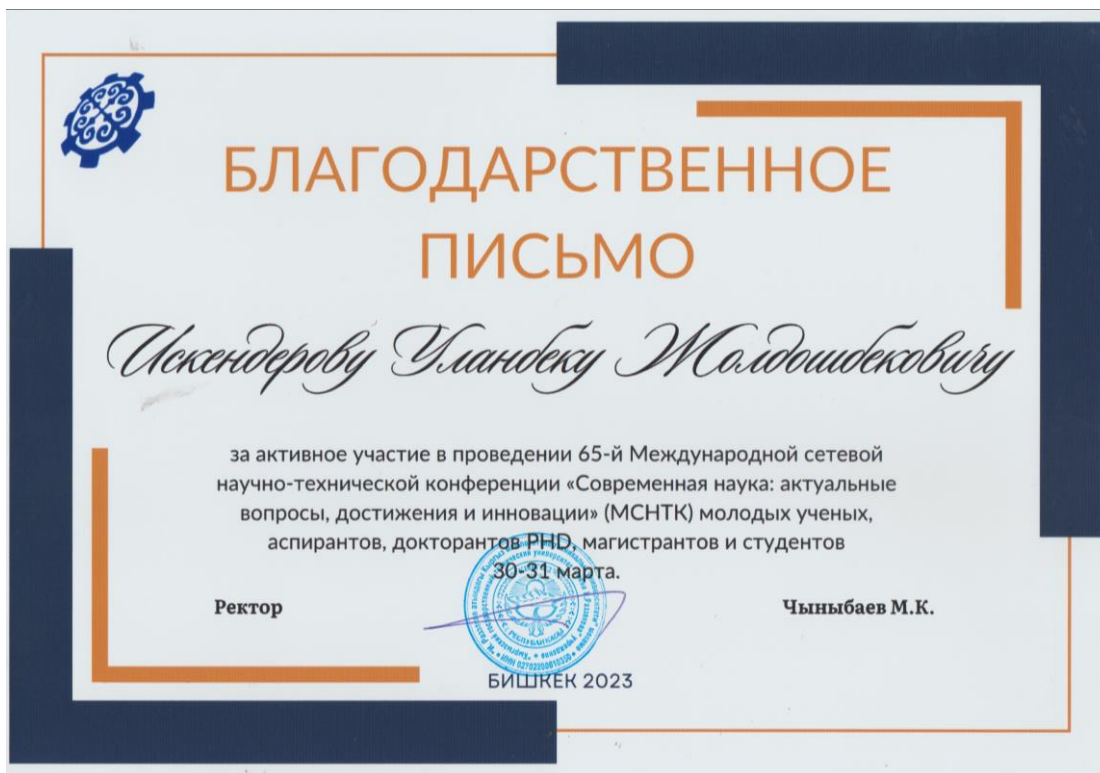 БЛАГОДАРСТВЕННОЕ
ПИСЬМО
Искендерову Уланбеку Жолдошбековичу
за активное участие в проведении 65-й Международной сетевой
научно-технической конференции «Современная наука: актуальные
вопросы, достижения и инновации» (МСНТК) молодых ученых,
аспирантов, докторантов PHD, магистрантов и студентов
30-31 марта.
Ректор
Чыныбаев М.К.
БИШКЕК 2023